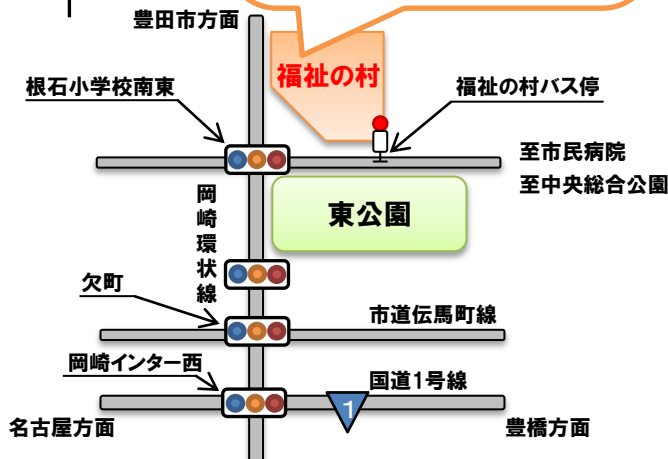 豊田市方面
福祉の村
根石小学校南東
福祉の村バス停
至市民病院
至中央総合公園
岡崎環状線
東公園
欠町
市道伝馬町線
岡崎インター西
国道1号線
1
名古屋方面
豊橋方面